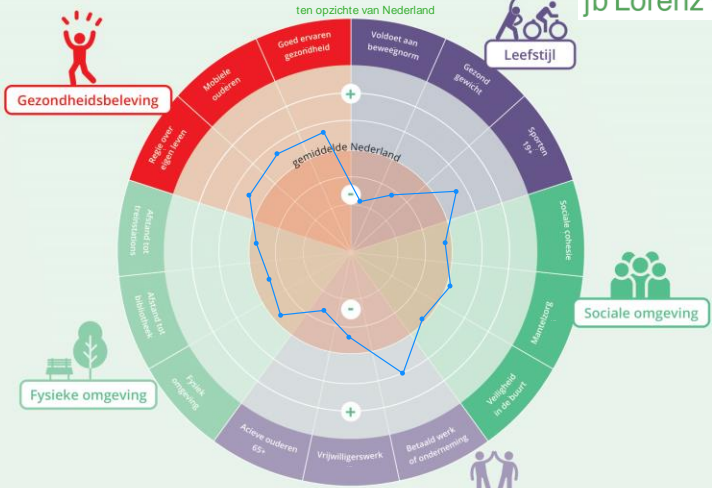 ten opzichte van Nederland
jb Lorenz
Goed ervaren
gezondheid
Voldoet aan
beweegnorm
Leefstijl
Mobiele
ouderen
Gezond
gewicht
Gezondheidsbeleving
+
Regie over
eigen leven
Sporten
19+
gemiddelde Nederland
-
Afstand tot
treinstations
Sociale cohesie
Afstand tot
bibliotheek
-
Mantelzorg
Sociale omgeving
Fysieke omgeving
Fysiek
omgeving
Veiligheid
in de buurt
+
Acieve ouderen
65+
Vrijwilligerswerk
Betaald werk
of onderneming